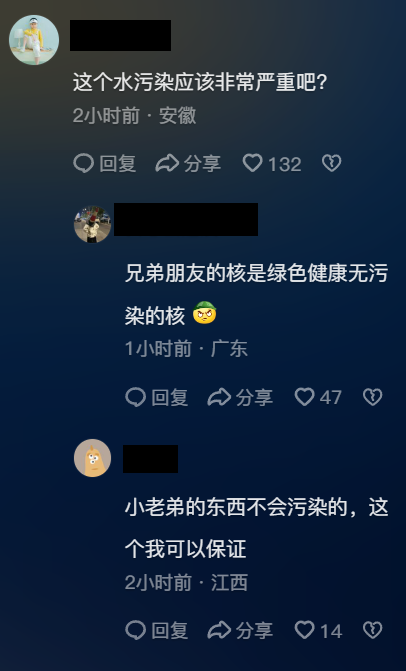 这个水污染应该非常严重吧?
2小时前 · 安徽
回复 分享 132
兄弟朋友的核是绿色健康无污
染的核
1小时前 · 广东
回复 分享 47
小老弟的东西不会污染的，这
个我可以保证
2小时前 · 江西
回复 分享 14